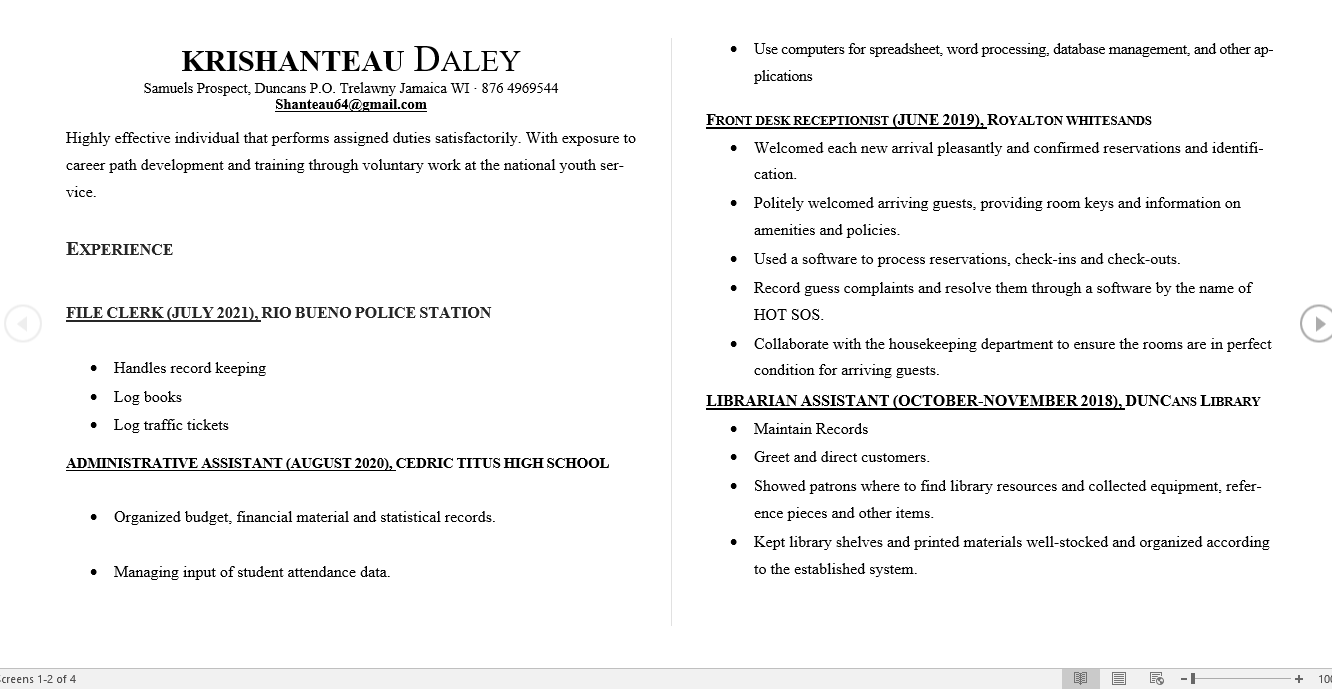 KRISHANTEAU DALEY
Samuels Prospect, Duncans P.O. Trelawny Jamaica WI · 876 4969544
Shanteau64@gmail.com
Highly effective individual that performs assigned duties satisfactorily. With exposure to
career path development and training through voluntary work at the national youth ser-
vice.
EXPERIENCE
FILE CLERK (JULY 2021), RIO BUENO POLICE STATION
• Handles record keeping
• Log books
• Log traffic tickets
ADMINISTRATIVE ASSISTANT (AUGUST 2020), CEDRIC TITUS HIGH SCHOOL
• Organized budget, financial material and statistical records.
• Managing input of student attendance data.
• Use computers for spreadsheet, word processing, database management, and other ap-
plications
FRONT DESK RECEPTIONIST (JUNE 2019), ROYALTON WHITESANDS
• Welcomed each new arrival pleasantly and confirmed reservations and identifi-
cation.
• Politely welcomed arriving guests, providing room keys and information on
amenities and policies.
• Used a software to process reservations, check-ins and check-outs.
• Record guess complaints and resolve them through a software by the name of
HOT SOS.
• Collaborate with the housekeeping department to ensure the rooms are in perfect
condition for arriving guests.
LIBRARIAN ASSISTANT (OCTOBER-NOVEMBER 2018), DUNCANS LIBRARY
• Maintain Records
• Greet and direct customers.
• Showed patrons where to find library resources and collected equipment, refer-
ence pieces and other items.
• Kept library shelves and printed materials well-stocked and organized according
to the established system.
creens 1-2 of 4
100